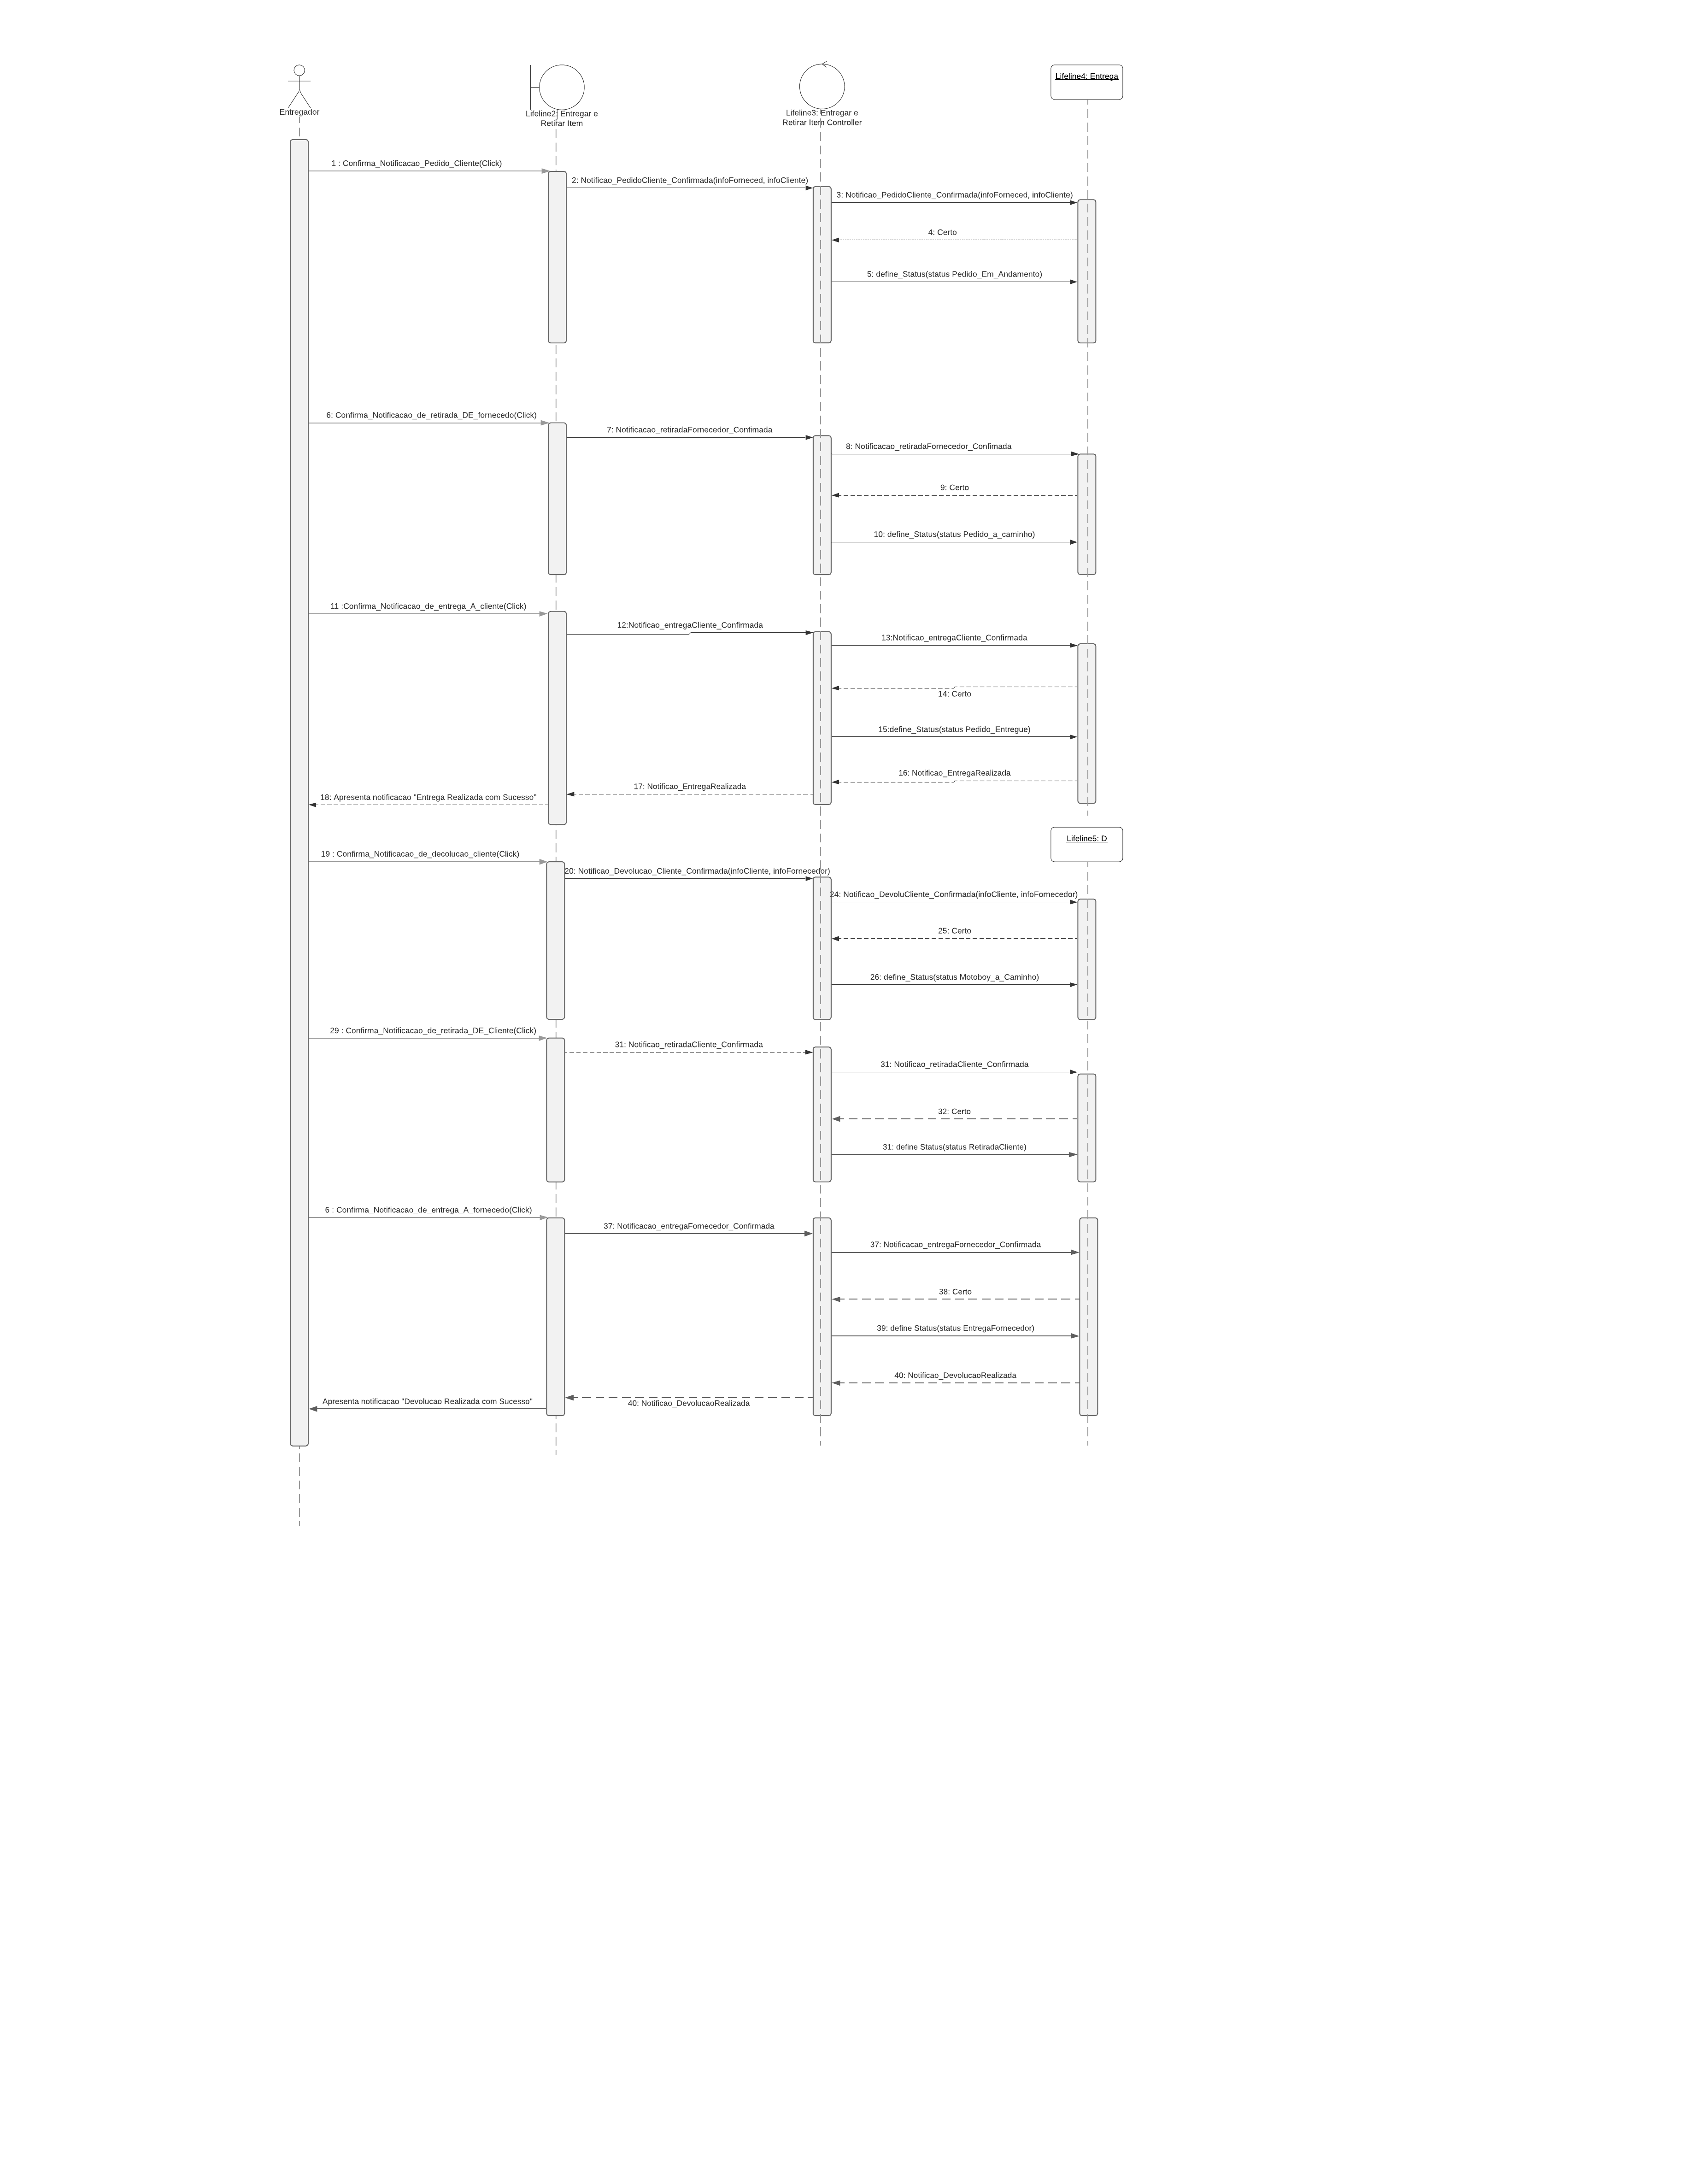 Entregador
Lifeline2: Entregar e
Retirar Item
Lifeline3: Entregar e
Retirar Item Controller
Lifeline4: Entrega
1 : Confirma_Notificacao_Pedido_Cliente(Click)
2: Notificao_PedidoCliente_Confirmada(infoForneced, infoCliente)
3: Notificao_PedidoCliente_Confirmada(infoForneced, infoCliente)
4: Certo
5: define_Status(status Pedido_Em_Andamento)
6: Confirma_Notificacao_de_retirada_DE_fornecedo(Click)
7: Notificacao_retiradaFornecedor_Confimada
8: Notificacao_retiradaFornecedor_Confimada
9: Certo
10: define_Status(status Pedido_a_caminho)
11 :Confirma_Notificacao_de_entrega_A_cliente(Click)
12:Notificao_entregaCliente_Confirmada
13:Notificao_entregaCliente_Confirmada
14: Certo
15:define_Status(status Pedido_Entregue)
16: Notificao_EntregaRealizada
17: Notificao_EntregaRealizada
18: Apresenta notificacao "Entrega Realizada com Sucesso"
Lifeline5: D
19 : Confirma_Notificacao_de_decolucao_cliente(Click)
20: Notificao_Devolucao_Cliente_Confirmada(infoCliente, infoFornecedor)
24: Notificao_DevoluCliente_Confirmada(infoCliente, infoFornecedor)
25: Certo
26: define_Status(status Motoboy_a_Caminho)
29 : Confirma_Notificacao_de_retirada_DE_Cliente(Click)
31: Notificao_retiradaCliente_Confirmada
31: Notificao_retiradaCliente_Confirmada
32: Certo
31: define Status(status RetiradaCliente)
6 : Confirma_Notificacao_de_entrega_A_fornecedo(Click)
37: Notificacao_entregaFornecedor_Confirmada
37: Notificacao_entregaFornecedor_Confirmada
38: Certo
39: define Status(status EntregaFornecedor)
40: Notificao_DevolucaoRealizada
40: Notificao_DevolucaoRealizada
Apresenta notificacao "Devolucao Realizada com Sucesso"